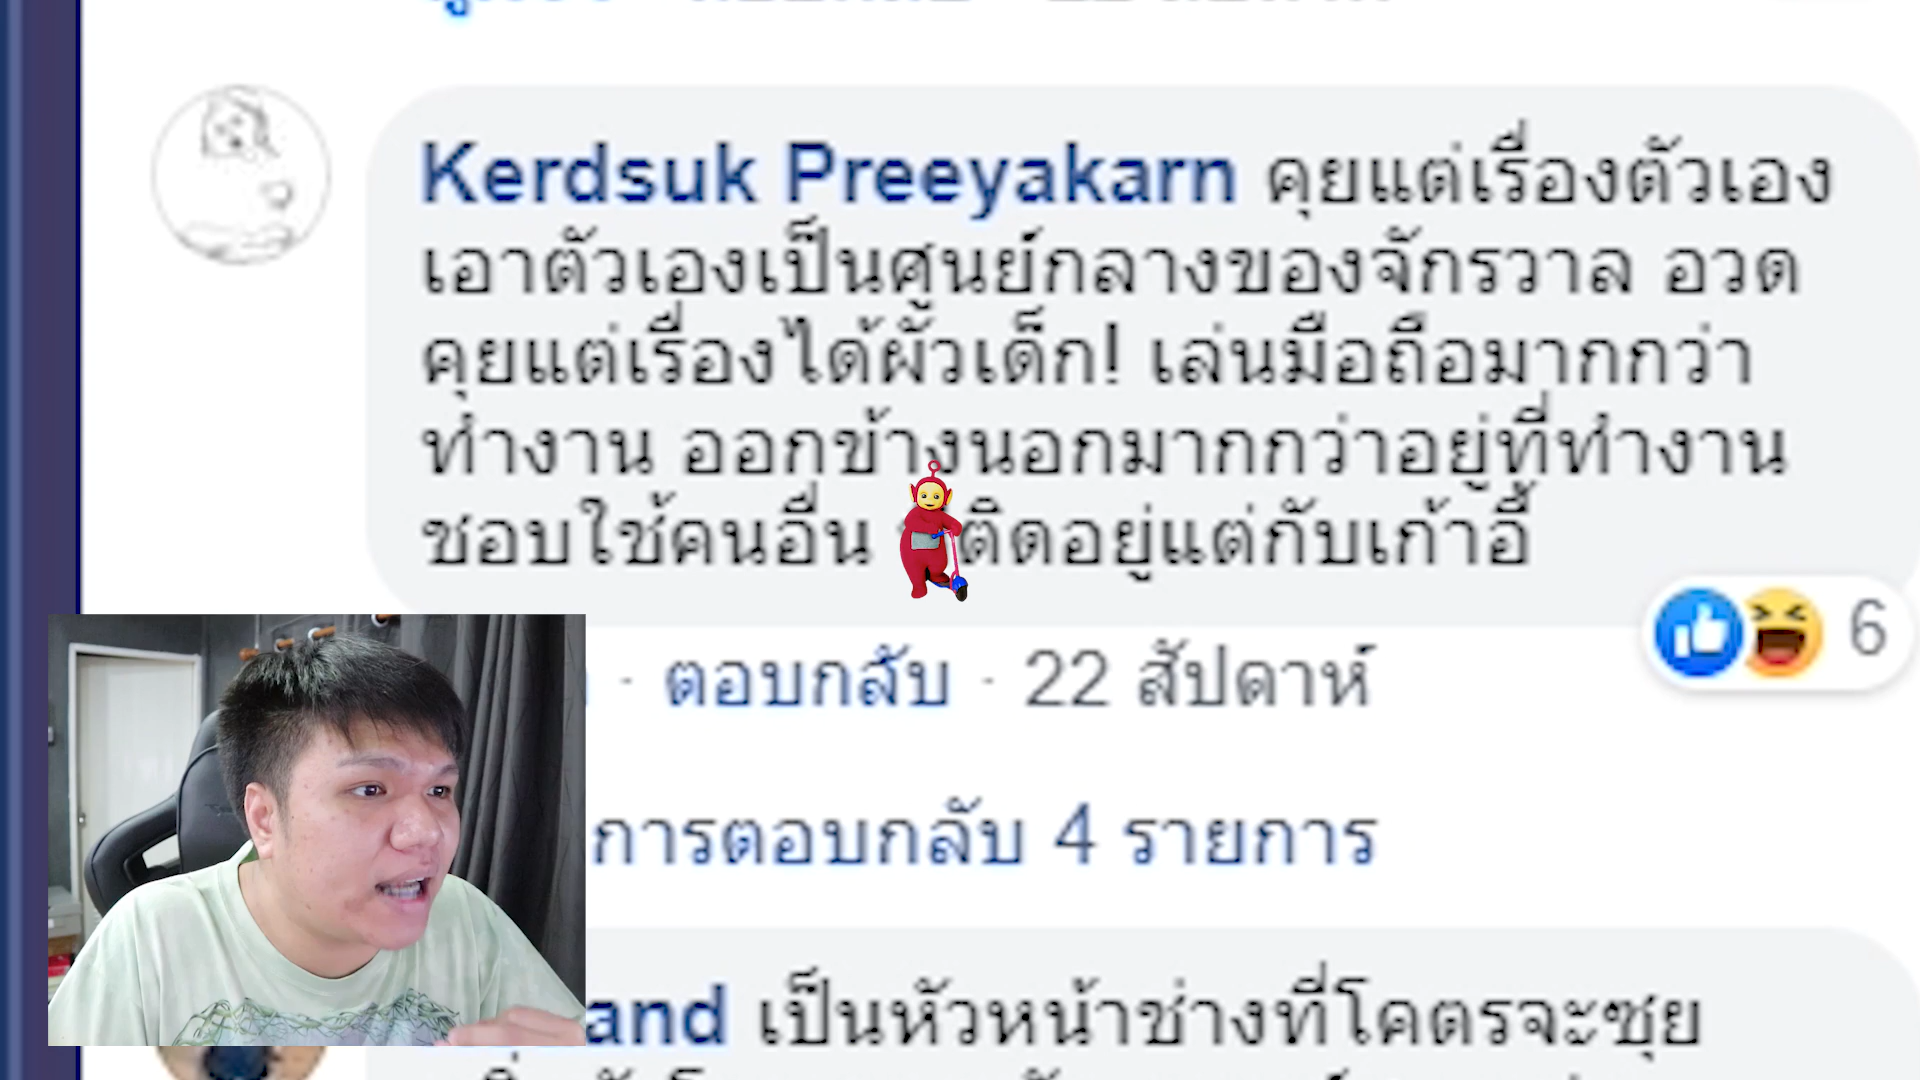 Kerdsuk Preeyakarn คุยแต่เรื่องตัวเอง
เอาตัวเองเป็นศูนย์กลางของจักรวาล อวด
คุยแต่เรื่องได้ผัวเด็ก! เล่นมือถือมากกว่า
ทำงาน ออกข้างนอกมากกว่าอยู่ที่ทำงาน
ชอบใช้คนอื่น ติดอยู่แต่กับเก้าอี้
6
· ตอบกลับ · 22 สัปดาห์
การตอบกลับ 4 รายการ
and เป็นหัวหน้าช่างที่โคตรจะซุย